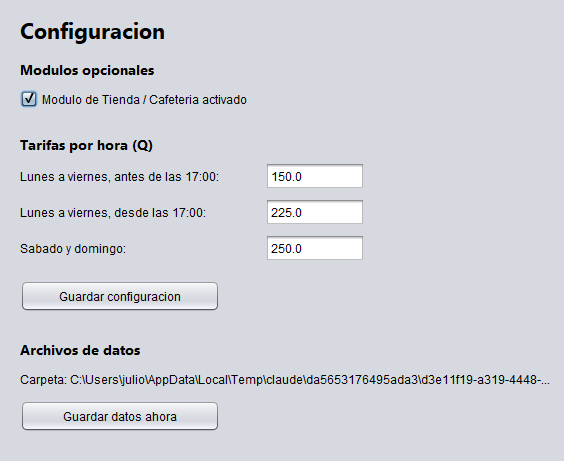 Configuracion
Modulos opcionales
Modulo de Tienda / Cafeteria activado
Tarifas por hora (Q)
Lunes a viernes, antes de las 17:00: 150.0
Lunes a viernes, desde las 17:00: 225.0
Sabado y domingo: 250.0
Guardar configuracion
Archivos de datos
Carpeta: C:\Users\julio\AppData\Local\Temp\claude\da5653176495ada3\d3e11f19-a319-4448-...
Guardar datos ahora